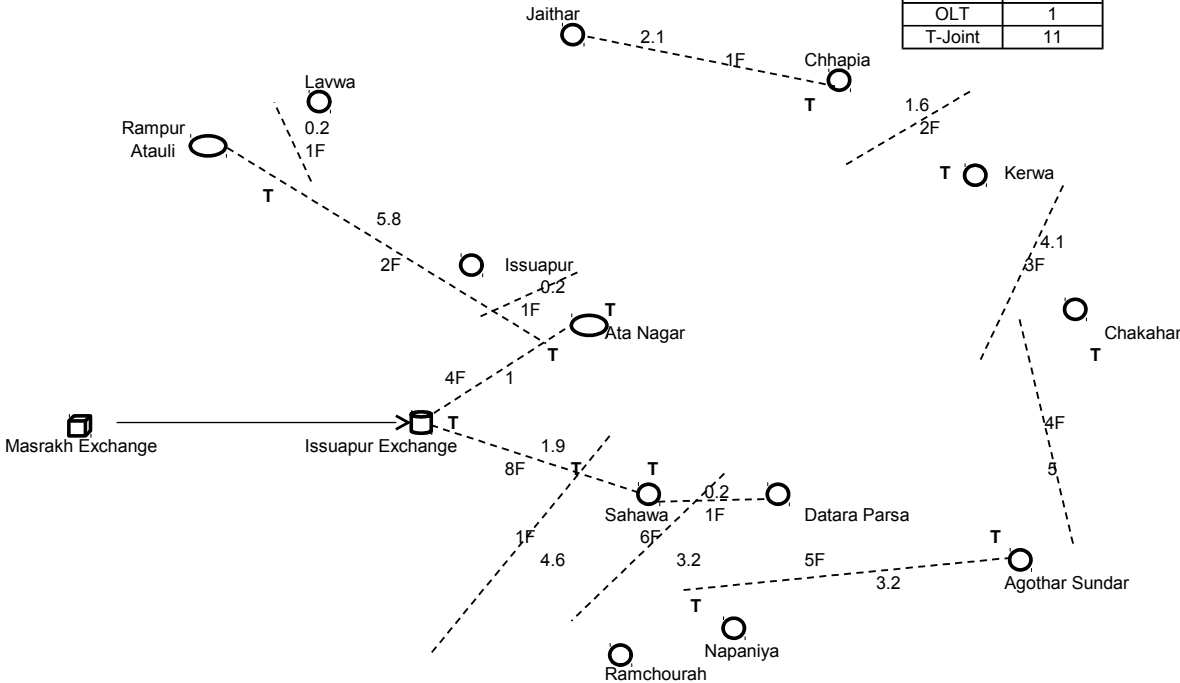 OLT 1
T-Joint 11
Jaithar
2.1
1F
Chhapia
T
1.6
2F
Lavwa
0.2
1F
Rampur
Atauli
T
T Kerwa
5.8
2F
4.1
3F
Issuapur
0.2
1F
T
Ata Nagar
T
Chakahar
T
4F 1
T
Masrakh Exchange
Issuapur Exchange
1.9
8F
T
T
4F
5
0.2
1F
Sahawa
Datara Parsa
1F
4.6
6F
3.2
5F
3.2
T
Agothar Sundar
T
Napaniya
Ramchourah